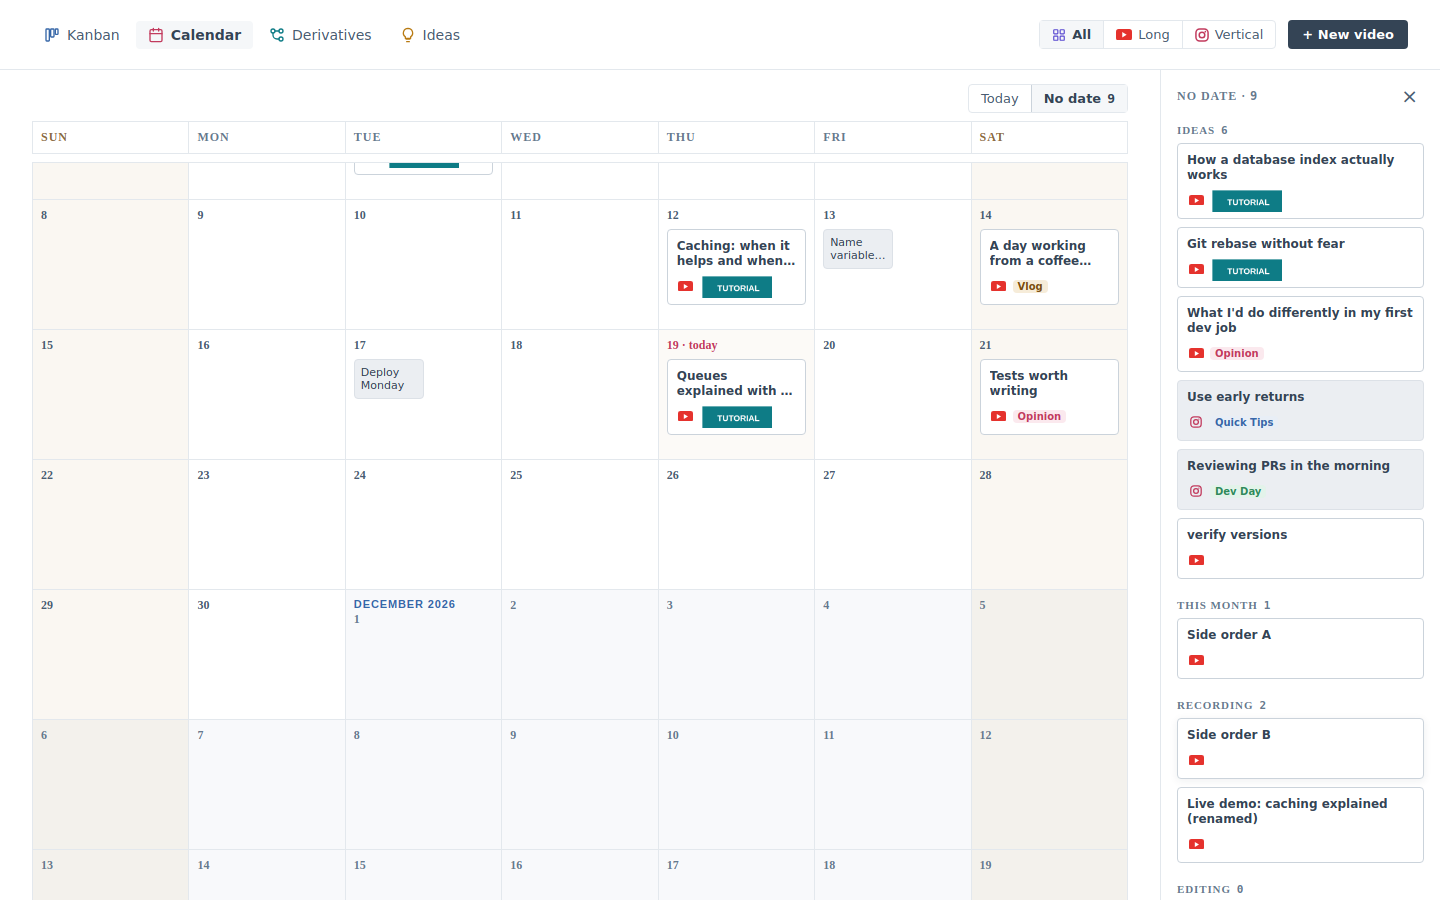 Kanban
Calendar
Derivatives
Ideas
All
Long
Vertical
+ New video
Today
No date 9
SUN
MON
TUE
WED
THU
FRI
SAT
8
9
10
11
12
Caching: when it
helps and when…
TUTORIAL
13
Name
variable…
14
A day working
from a coffee…
Vlog
15
16
17
Deploy
Monday
18
19 · today
Queues
explained with …
TUTORIAL
20
21
Tests worth
writing
Opinion
22
23
24
25
26
27
28
29
30
DECEMBER 2026
1
2
3
4
5
6
7
8
9
10
11
12
13
14
15
16
17
18
19
NO DATE · 9
IDEAS 6
How a database index actually
works
TUTORIAL
Git rebase without fear
TUTORIAL
What I'd do differently in my first
dev job
Opinion
Use early returns
Quick Tips
Reviewing PRs in the morning
Dev Day
verify versions
THIS MONTH 1
Side order A
RECORDING 2
Side order B
Live demo: caching explained
(renamed)
EDITING 0